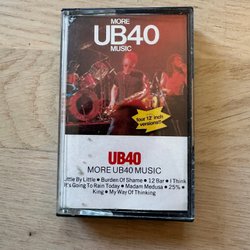 MORE
UB40
MUSIC
four 12" inch
versions!!
UB40
MORE UB40 MUSIC
Little By Little • Burden Of Shame • 12 Bar • I Think
It's Going To Rain Today • Madam Medusa • 25% •
King • My Way Of Thinking